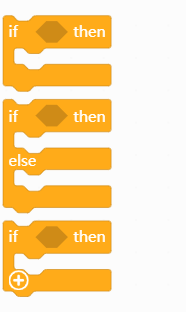 if then
if then
else
if then